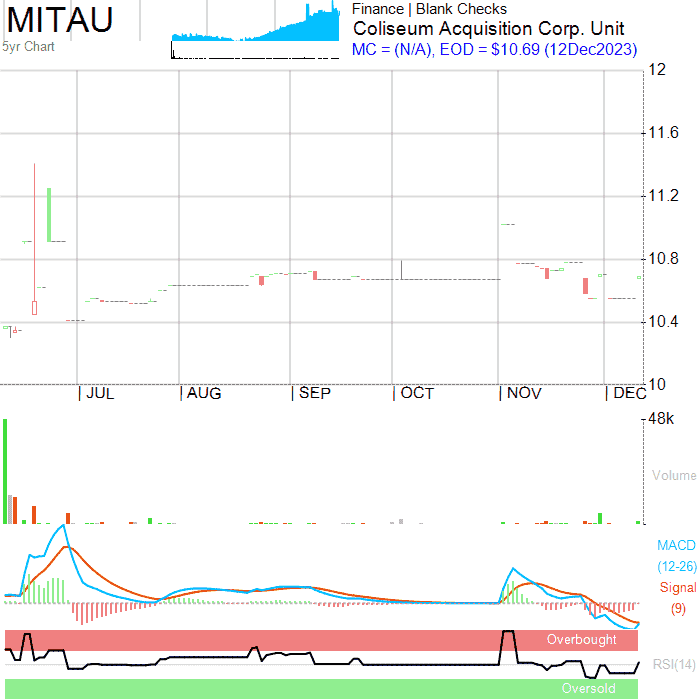 MITAU
5yr Chart
Finance | Blank Checks
Coliseum Acquisition Corp. Unit
MC = (N/A), EOD = $10.69 (12Dec2023)
12
11.6
11.2
10.8
10.4
10
| JUL | AUG | SEP | OCT | NOV | DEC
48k
Volume
MACD
(12-26)
Signal
(9)
Overbought
RSI(14)
Oversold